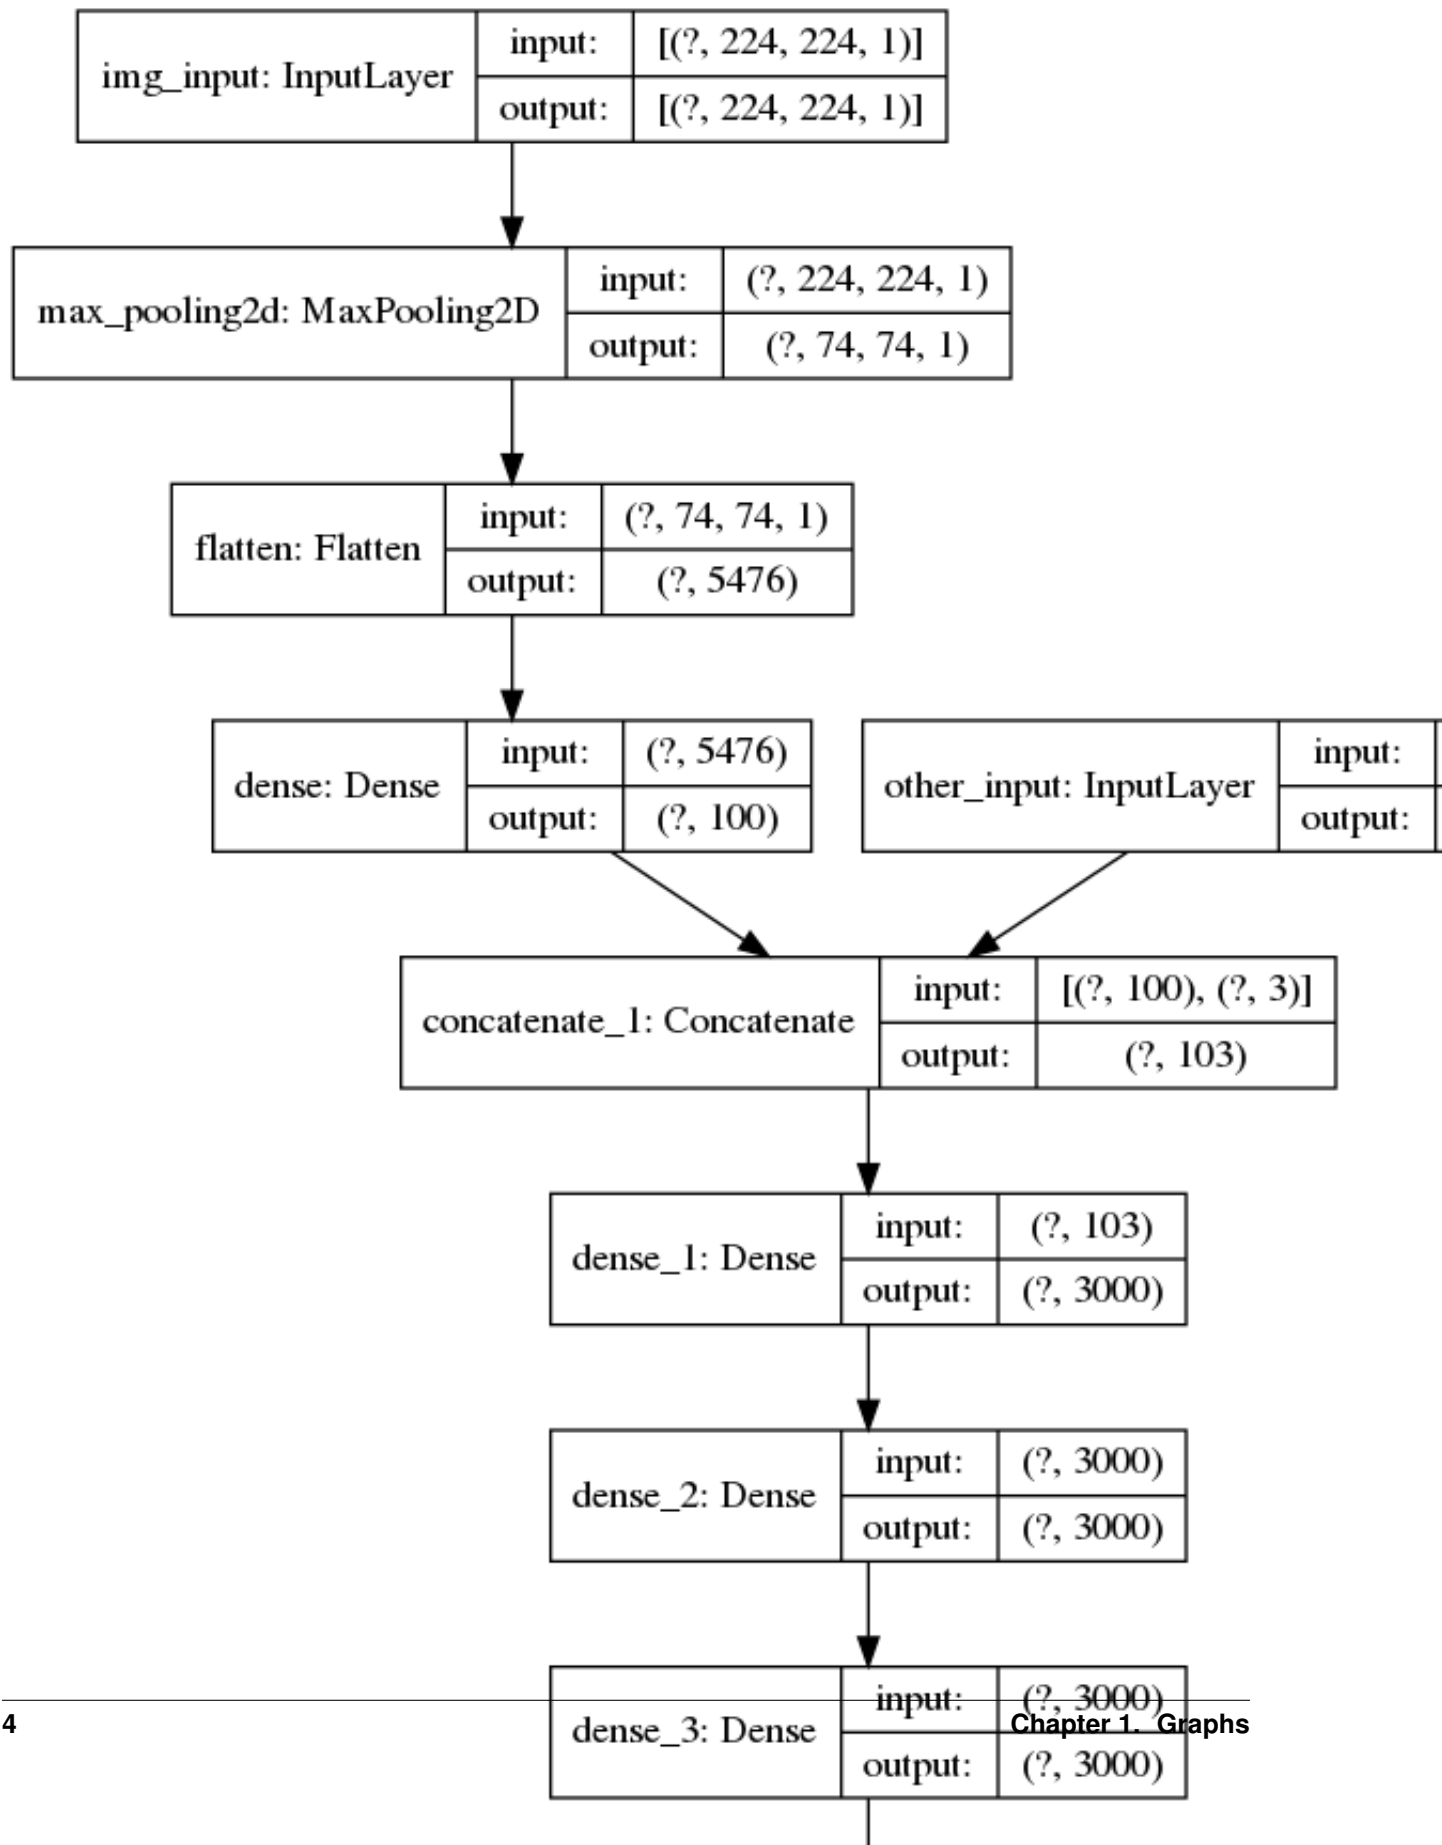 img_input: InputLayer
input: [(?, 224, 224, 1)]
output: [(?, 224, 224, 1)]
max_pooling2d: MaxPooling2D
input: (?, 224, 224, 1)
output: (?, 74, 74, 1)
flatten: Flatten
input: (?, 74, 74, 1)
output: (?, 5476)
dense: Dense
input: (?, 5476)
output: (?, 100)
other_input: InputLayer
input:
output:
concatenate_1: Concatenate
input: [(?, 100), (?, 3)]
output: (?, 103)
dense_1: Dense
input: (?, 103)
output: (?, 3000)
dense_2: Dense
input: (?, 3000)
output: (?, 3000)
dense_3: Dense
input: (?, 3000)
output: (?, 3000)
4
Chapter 1. Graphs